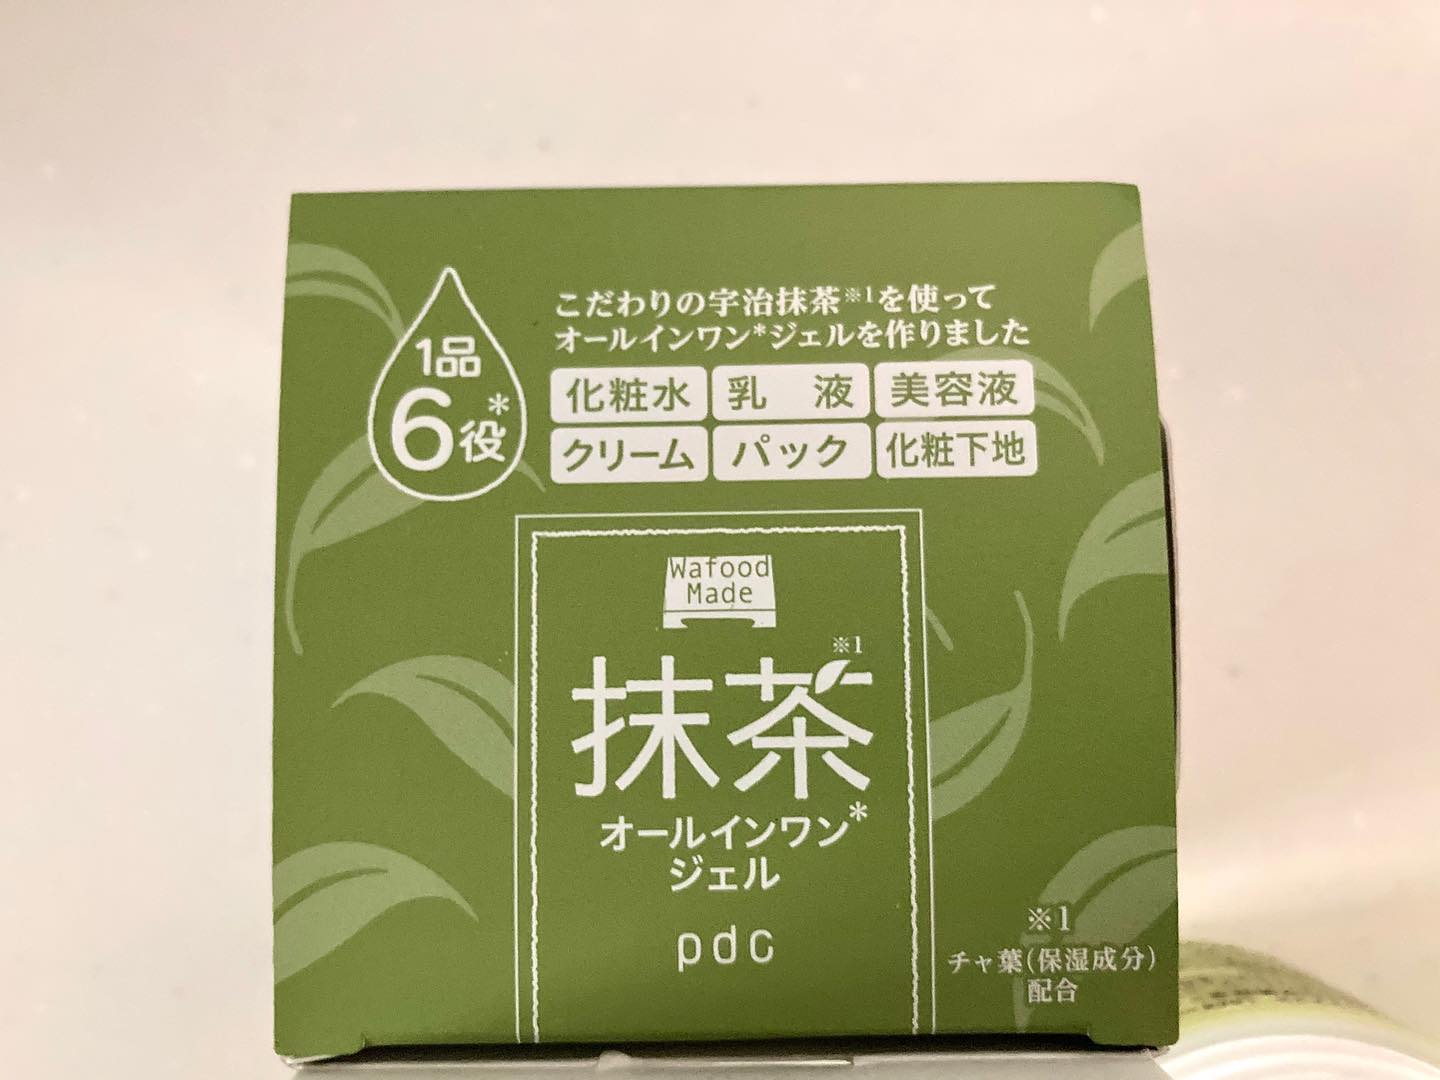 1品
6役*
こだわりの宇治抹茶※1を使って
オールインワン*ジェルを作りました
化粧水 乳液 美容液
クリーム パック 化粧下地
Wafood
Made
※1
抹茶
オールインワン*
ジェル
pdc
※1
チャ葉(保湿成分)
配合